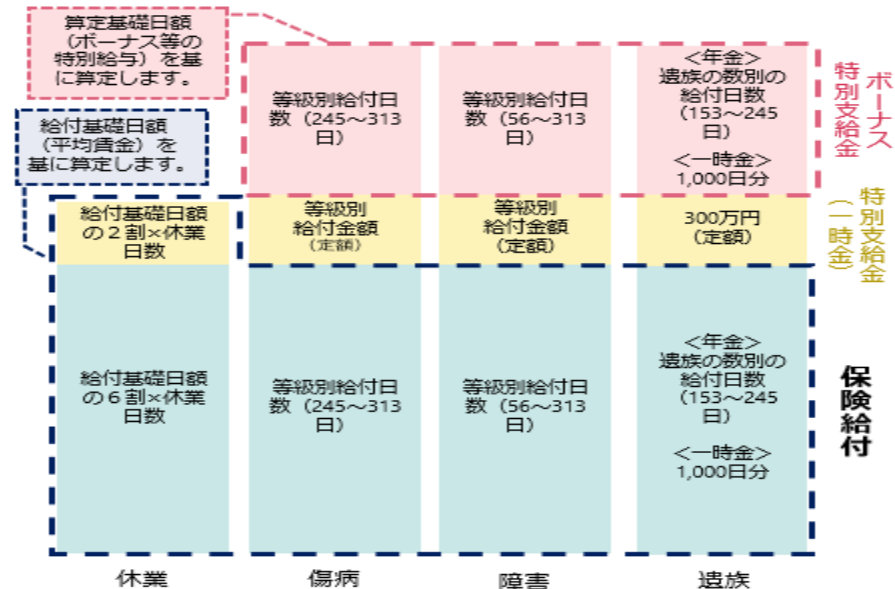 算定基礎日額
（ボーナス等の
特別給与）を基
に算定します。
給付基礎日額
（平均賃金）を
基に算定します。
等級別給付日
数（245～313
日）
等級別給付日
数（56～313
日）
＜年金＞
遺族の数別の
給付日数
（153～245
日）
＜一時金＞
1,000日分
ボーナス
特別支給金
給付基礎日額
の２割×休業
日数
等級別
給付金額
（定額）
等級別
給付金額
（定額）
300万円
（定額）
特別支給金
（一時金）
給付基礎日額
の６割×休業
日数
等級別給付日
数（245～313
日）
等級別給付日
数（56～313
日）
＜年金＞
遺族の数別の
給付日数
（153～245
日）
＜一時金＞
1,000日分
保険給付
休業
傷病
障害
遺族